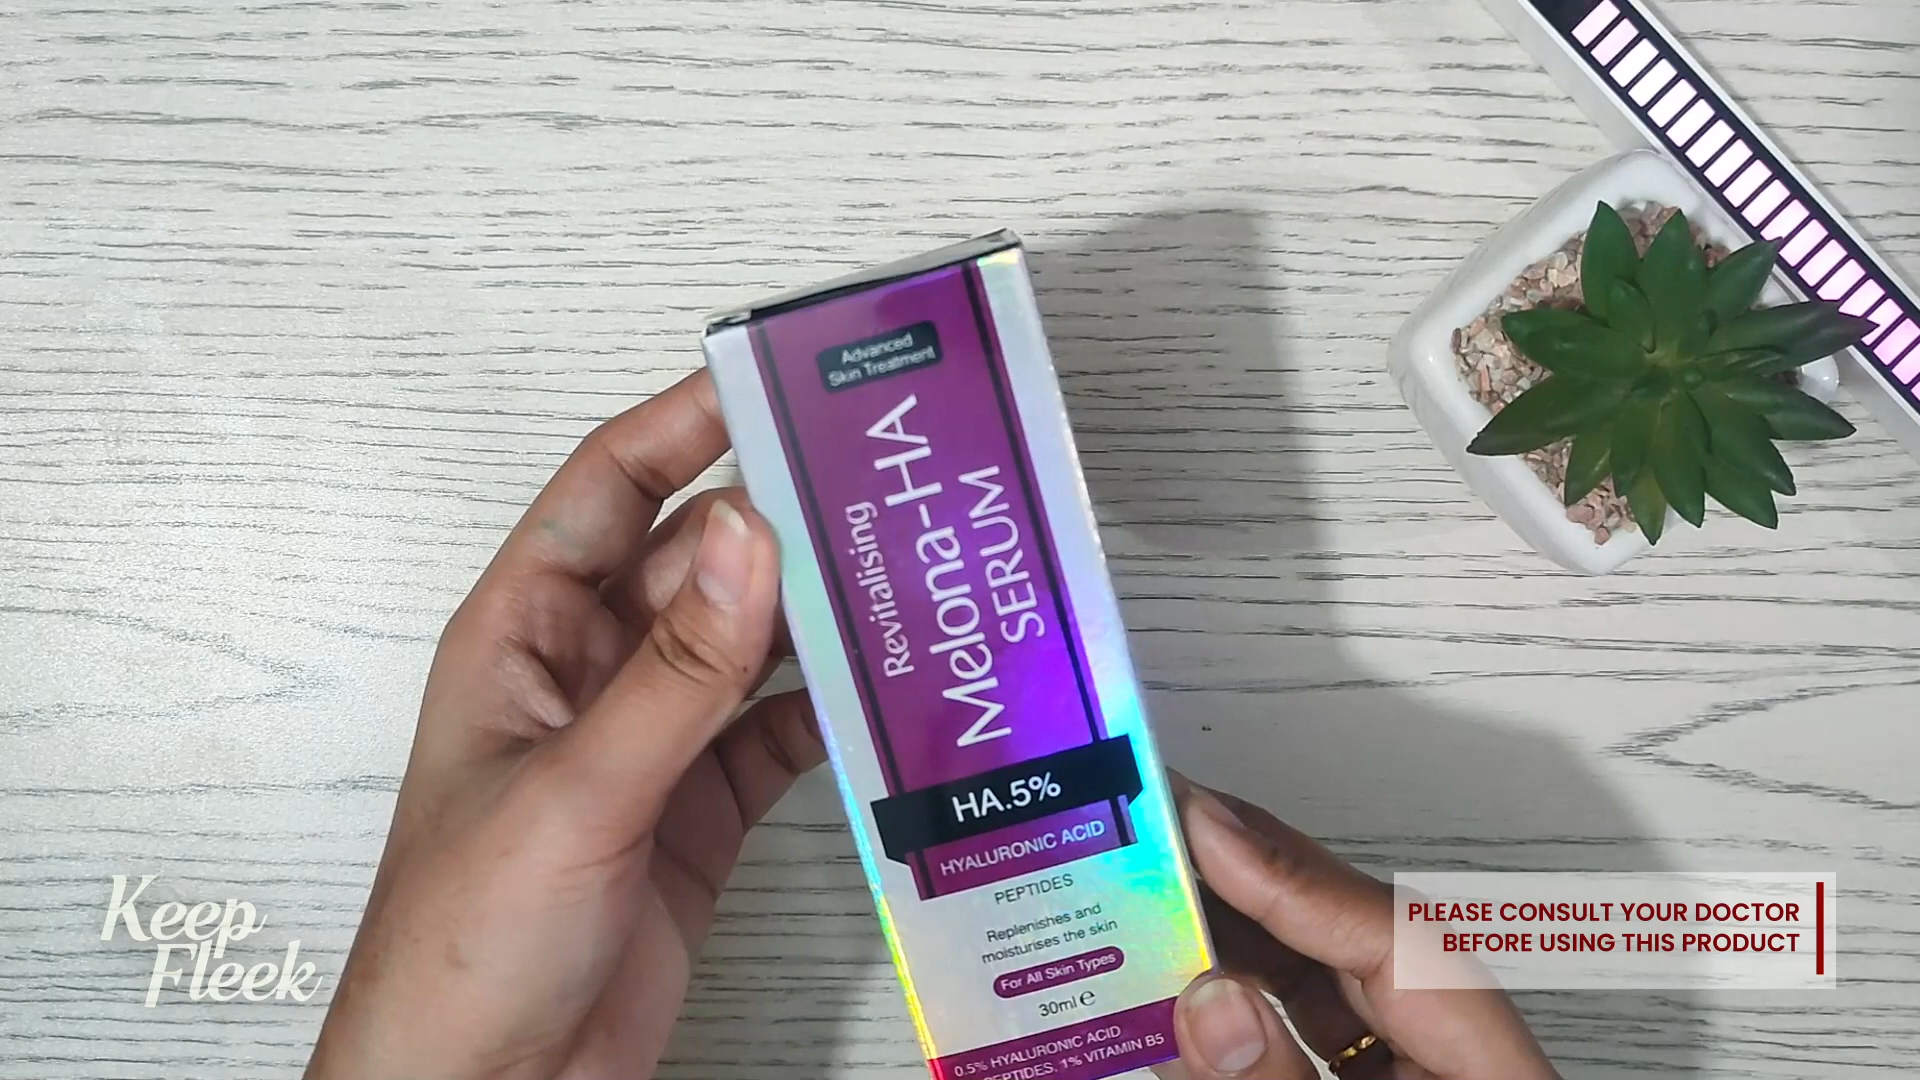 Advanced
Skin Treatment
Revitalising
Melona-HA
SERUM
HA.5%
HYALURONIC ACID
PEPTIDES
Replenishes and
moisturises the skin
For All Skin Types
30ml e
0.5% HYALURONIC ACID
PEPTIDES, 1% VITAMIN B5
Keep
Fleek
PLEASE CONSULT YOUR DOCTOR
BEFORE USING THIS PRODUCT